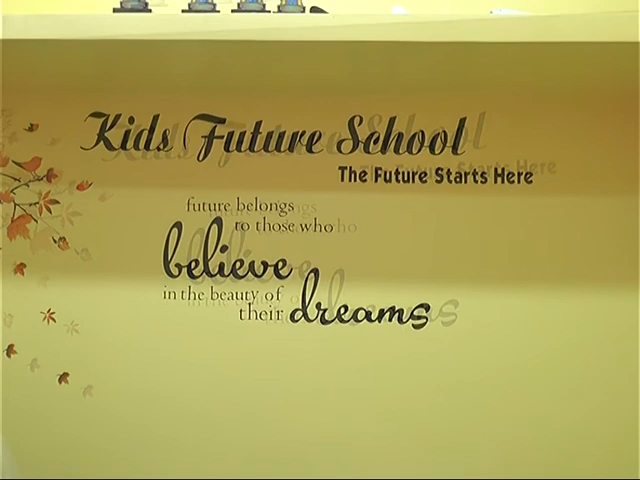 Kids Future School
The Future Starts Here
future belongs
to those who
believe
in the beauty of
their dreams